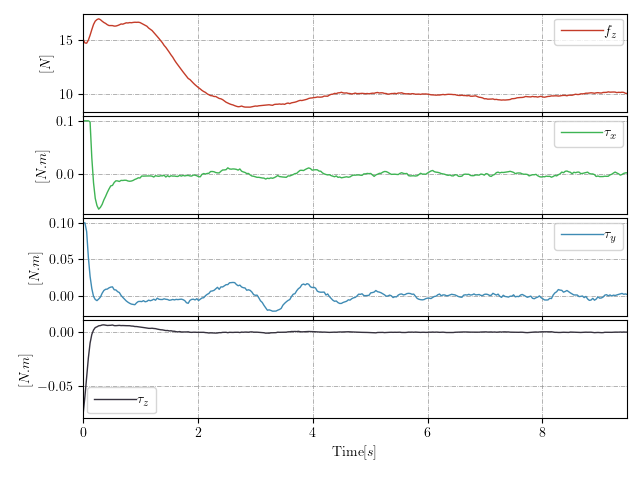 15
10
[N]
f_z
0.1
0.0
[N.m]
τ_x
0.10
0.05
0.00
[N.m]
τ_y
0.00
−0.05
[N.m]
τ_z
0 2 4 6 8
Time[s]